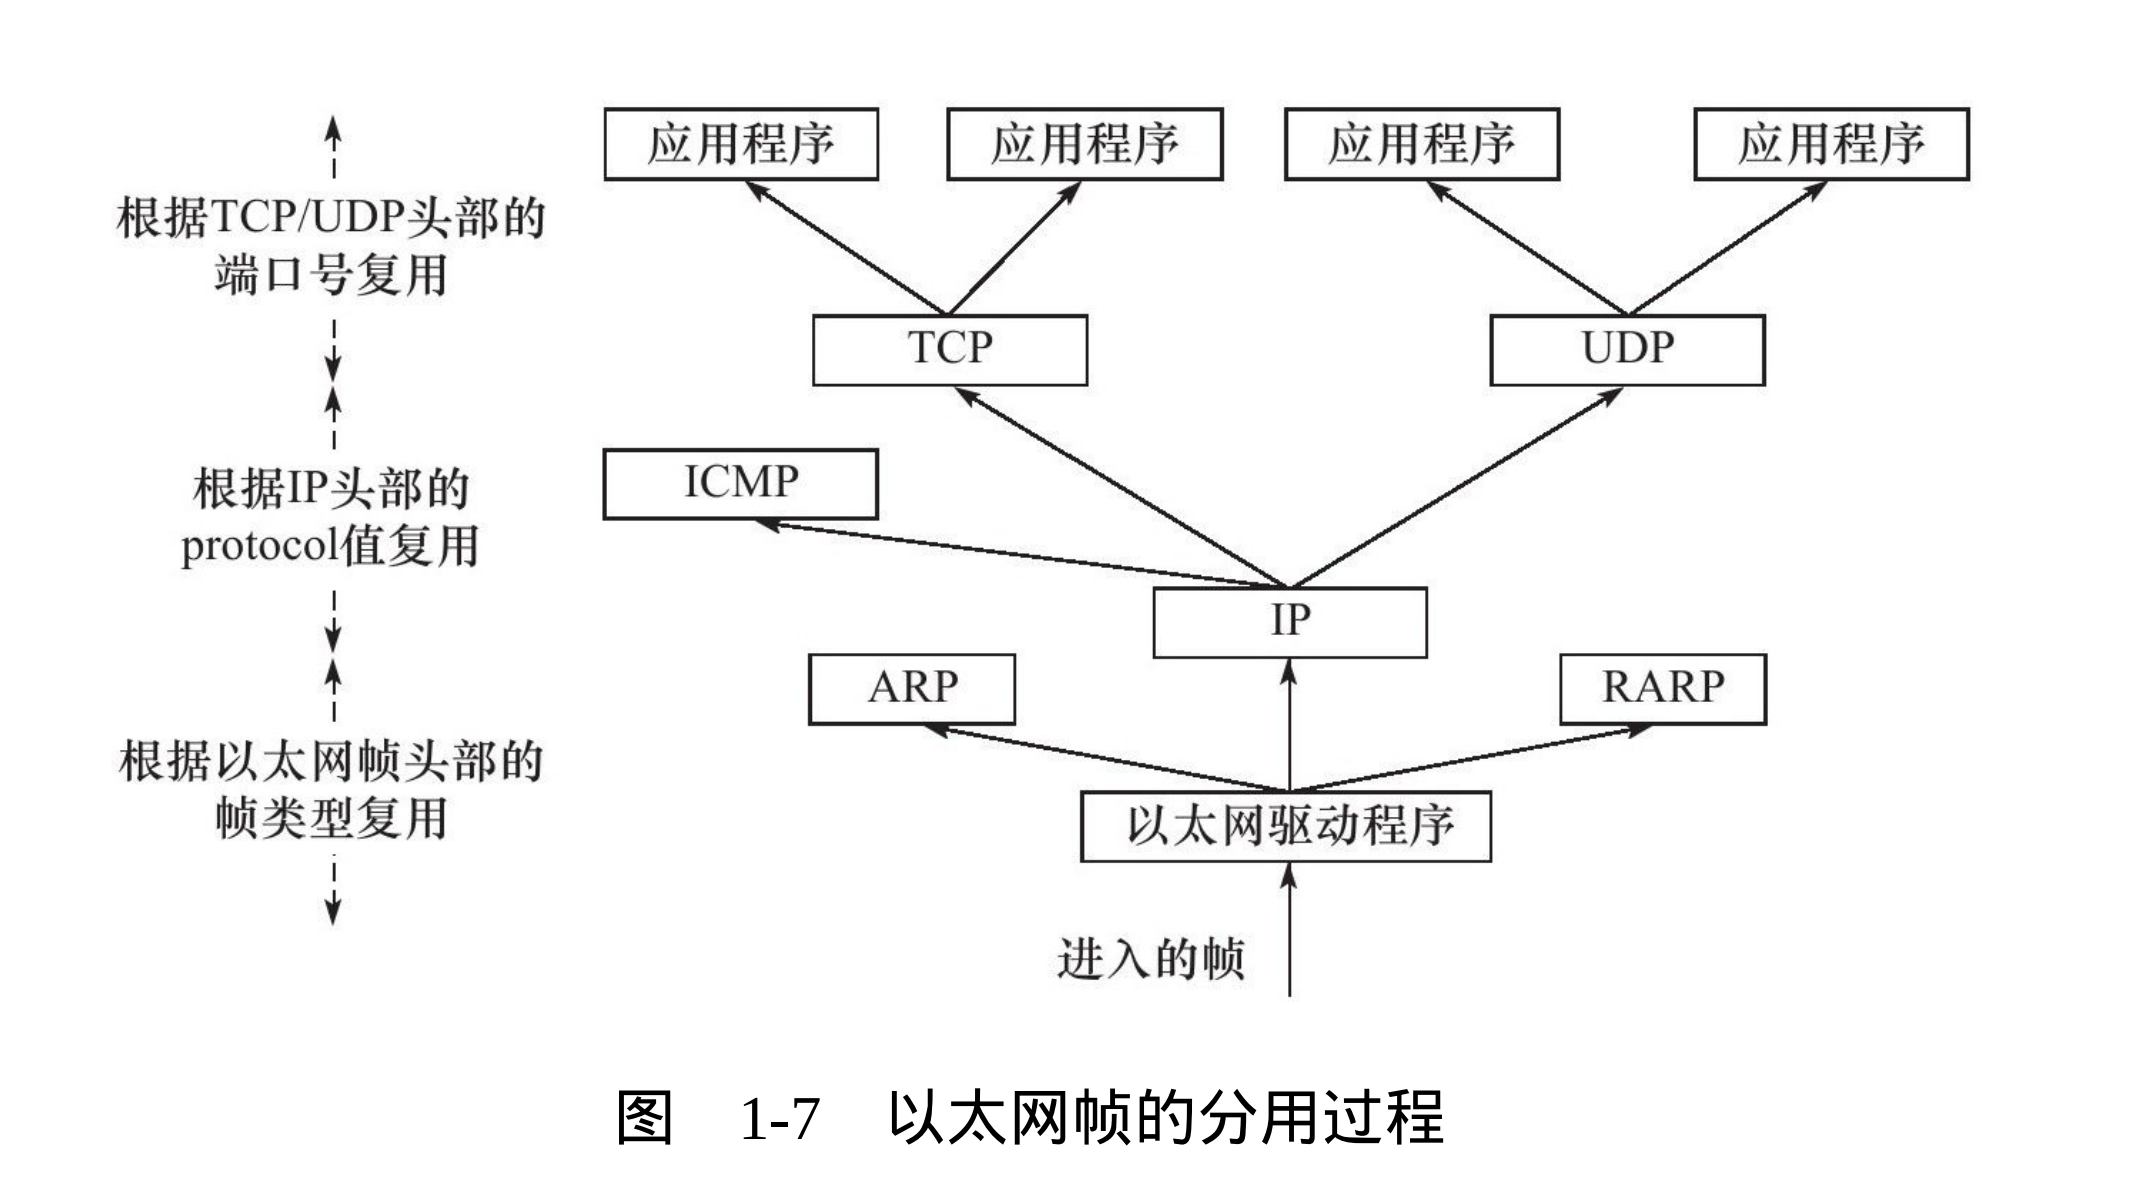 应用程序
应用程序
应用程序
应用程序
根据TCP/UDP头部的
端口号复用
TCP
UDP
ICMP
根据IP头部的
protocol值复用
IP
ARP
RARP
根据以太网帧头部的
帧类型复用
以太网驱动程序
进入的帧
图 1-7 以太网帧的分用过程